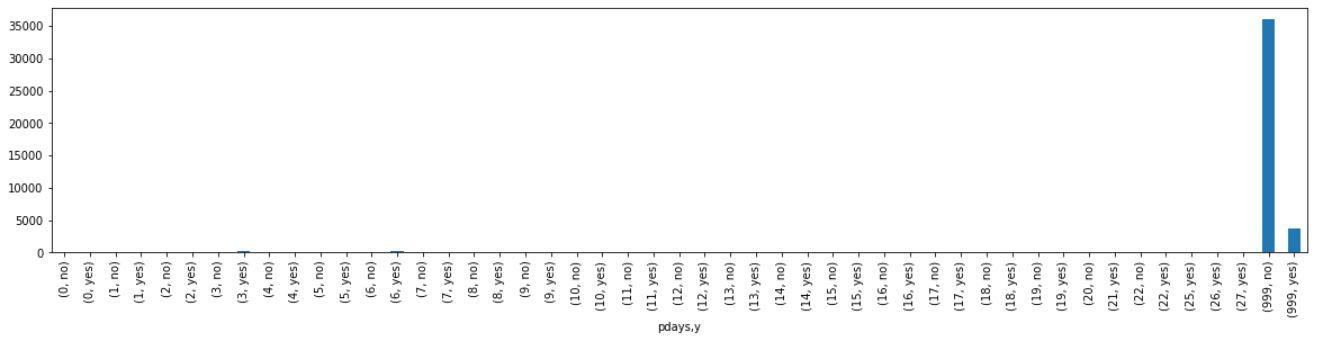 35000
30000
25000
20000
15000
10000
5000
0
(0, no)
(0, yes)
(1, no)
(1, yes)
(2, no)
(2, yes)
(3, no)
(3, yes)
(4, no)
(4, yes)
(5, no)
(5, yes)
(6, no)
(6, yes)
(7, no)
(7, yes)
(8, no)
(8, yes)
(9, no)
(9, yes)
(10, no)
(10, yes)
(11, no)
(11, yes)
(12, no)
(12, yes)
(13, no)
(13, yes)
(14, no)
(14, yes)
(15, no)
(15, yes)
(16, no)
(16, yes)
(17, no)
(17, yes)
(18, no)
(18, yes)
(19, no)
(19, yes)
(20, no)
(21, yes)
(22, no)
(22, yes)
(25, yes)
(26, yes)
(27, yes)
(999, no)
(999, yes)
pdays,y